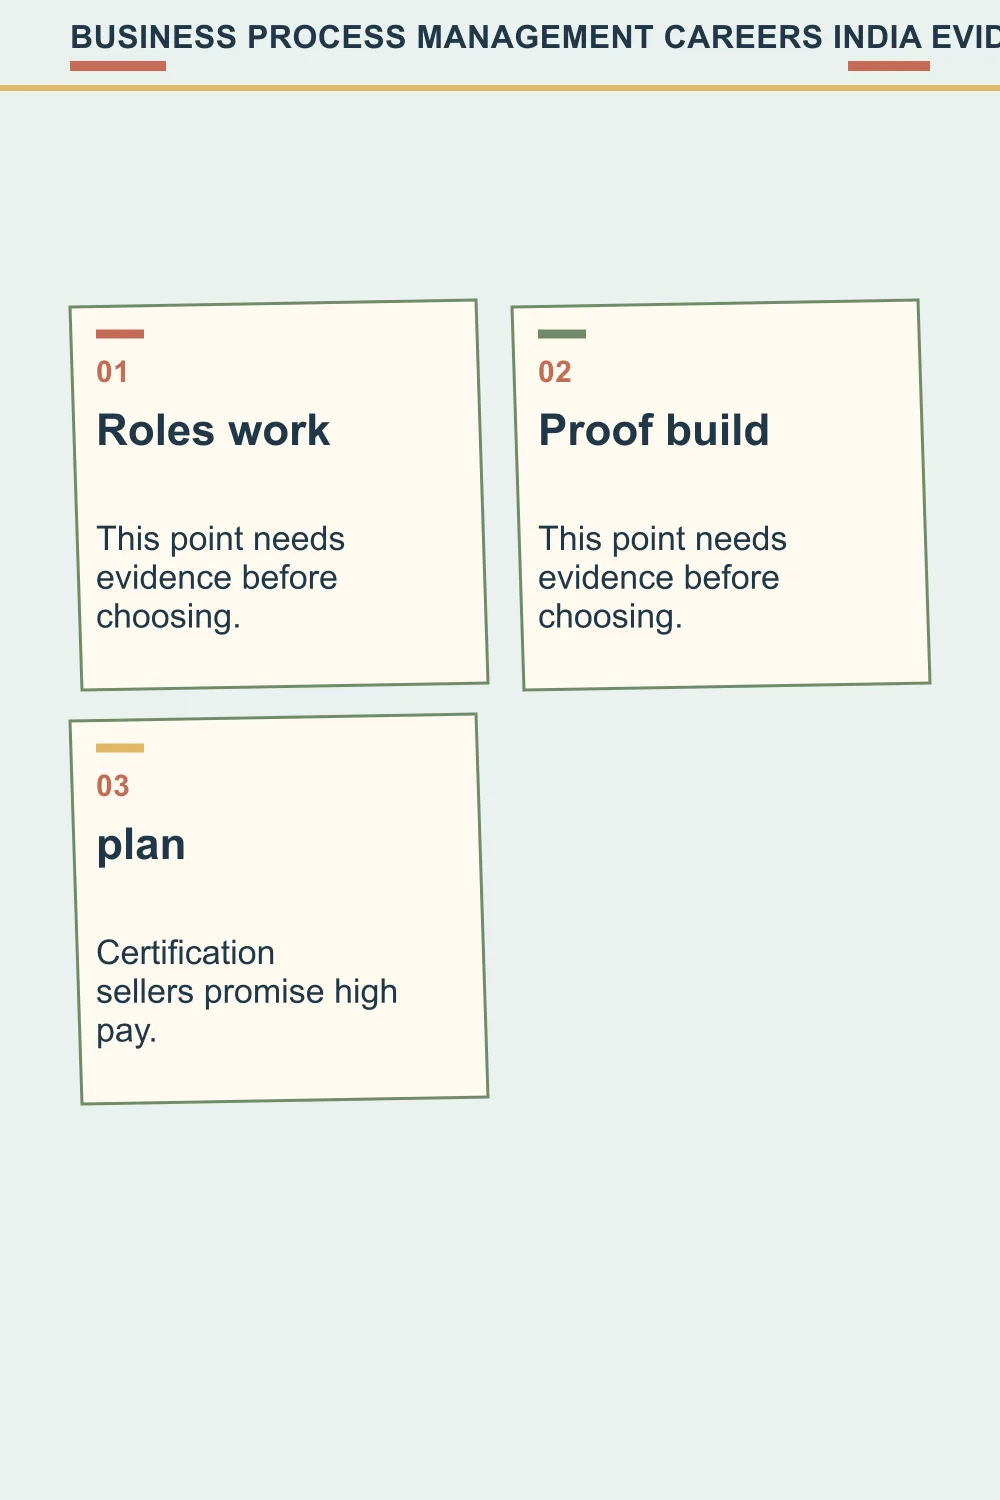 BUSINESS PROCESS MANAGEMENT CAREERS INDIA EVID
01
Roles work
This point needs
evidence before
choosing.
02
Proof build
This point needs
evidence before
choosing.
03
plan
Certification
sellers promise high
pay.